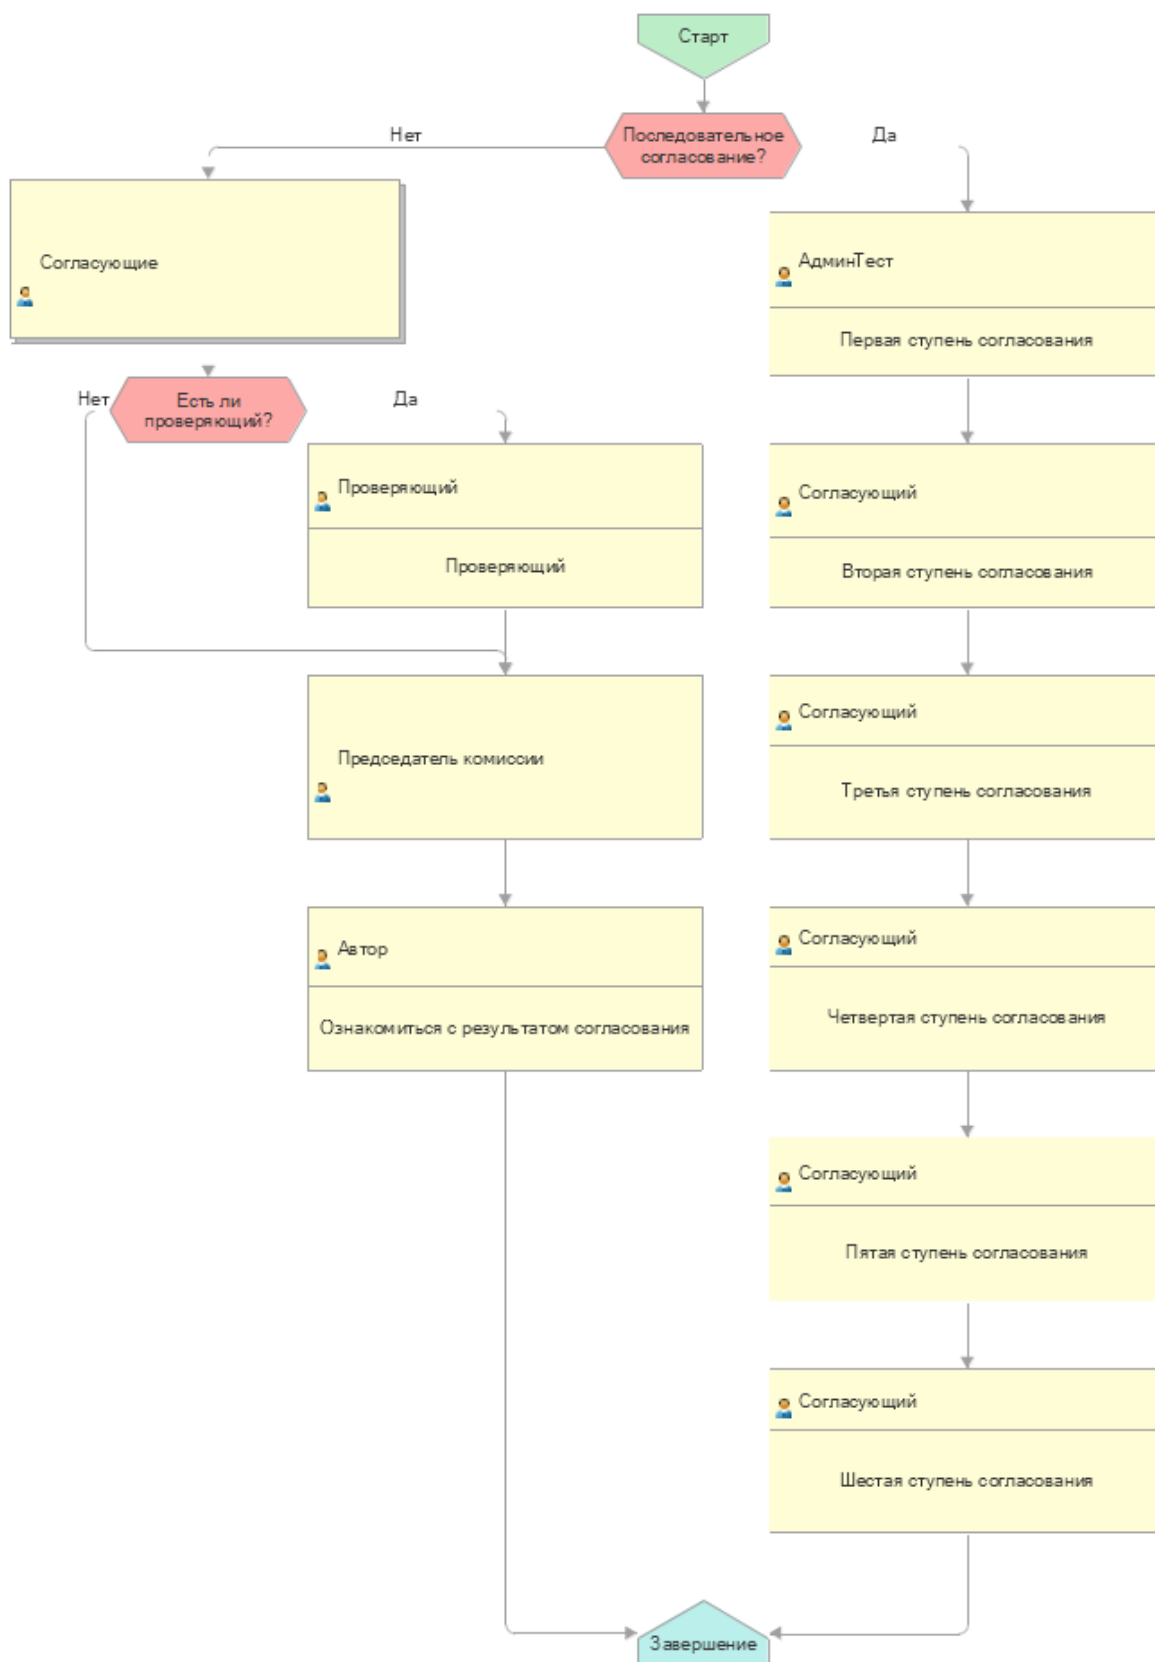 Старт
Нет
Последовательное
согласование?
Да
Согласующие
АдминТест
Первая ступень согласования
Нет
Есть ли
проверяющий?
Да
Проверяющий
Проверяющий
Согласующий
Вторая ступень согласования
Председатель комиссии
Согласующий
Третья ступень согласования
Автор
Ознакомиться с результатом согласования
Согласующий
Четвертая ступень согласования
Согласующий
Пятая ступень согласования
Согласующий
Шестая ступень согласования
Завершение